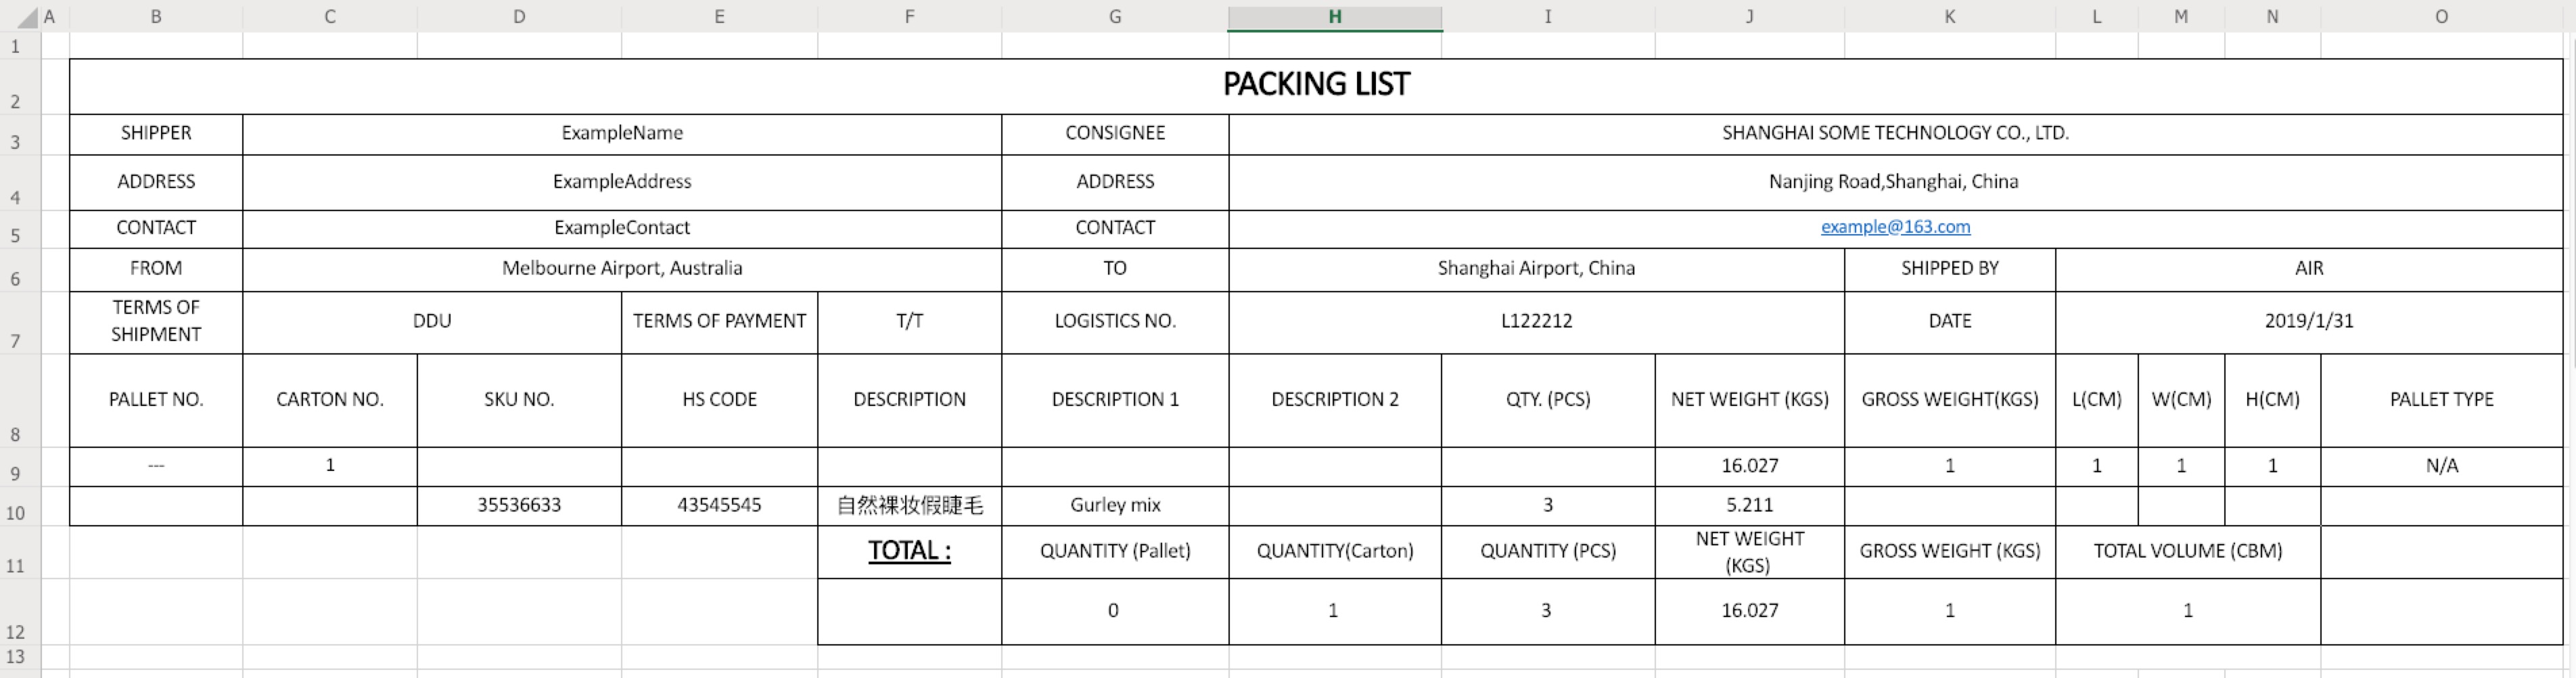 A B C D E F G H I J K L M N O
1
2 PACKING LIST
3 SHIPPER ExampleName CONSIGNEE SHANGHAI SOME TECHNOLOGY CO., LTD.
4 ADDRESS ExampleAddress ADDRESS Nanjing Road,Shanghai, China
5 CONTACT ExampleContact CONTACT example@163.com
6 FROM Melbourne Airport, Australia TO Shanghai Airport, China SHIPPED BY AIR
7 TERMS OF
SHIPMENT DDU TERMS OF PAYMENT T/T LOGISTICS NO. L122212 DATE 2019/1/31
8 PALLET NO. CARTON NO. SKU NO. HS CODE DESCRIPTION DESCRIPTION 1 DESCRIPTION 2 QTY. (PCS) NET WEIGHT (KGS) GROSS WEIGHT(KGS) L(CM) W(CM) H(CM) PALLET TYPE
9 --- 1 16.027 1 1 1 1 N/A
10 35536633 43545545 自然裸妆假睫毛 Gurley mix 3 5.211
11 TOTAL : QUANTITY (Pallet) QUANTITY(Carton) QUANTITY (PCS) NET WEIGHT
(KGS) GROSS WEIGHT (KGS) TOTAL VOLUME (CBM)
12 0 1 3 16.027 1 1
13